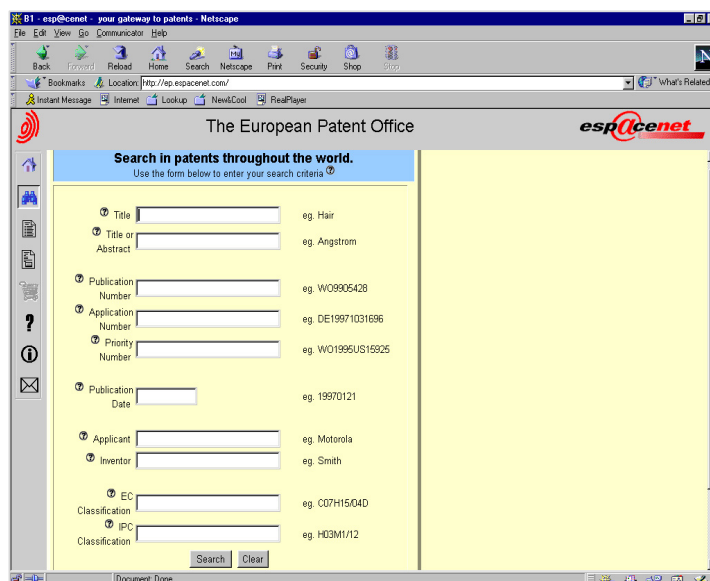 B1 - esp@cenet - your gateway to patents - Netscape
File Edit View Go Communicator Help
Back Forward Reload Home Search Netscape Print Security Shop Stop
Bookmarks Location: http://ep.espacenet.com/ What's Related
Instant Message Internet Lookup New&Cool RealPlayer
The European Patent Office
esp@cenet
Search in patents throughout the world.
Use the form below to enter your search criteria
Title eg. Hair
Title or
Abstract eg. Angstrom
Publication
Number eg. WO9905428
Application
Number eg. DE19971031696
Priority
Number eg. WO1995US15925
Publication
Date eg. 19970121
Applicant eg. Motorola
Inventor eg. Smith
EC
Classification eg. C07H15/04D
IPC
Classification eg. H03M1/12
Search Clear
Document: Done